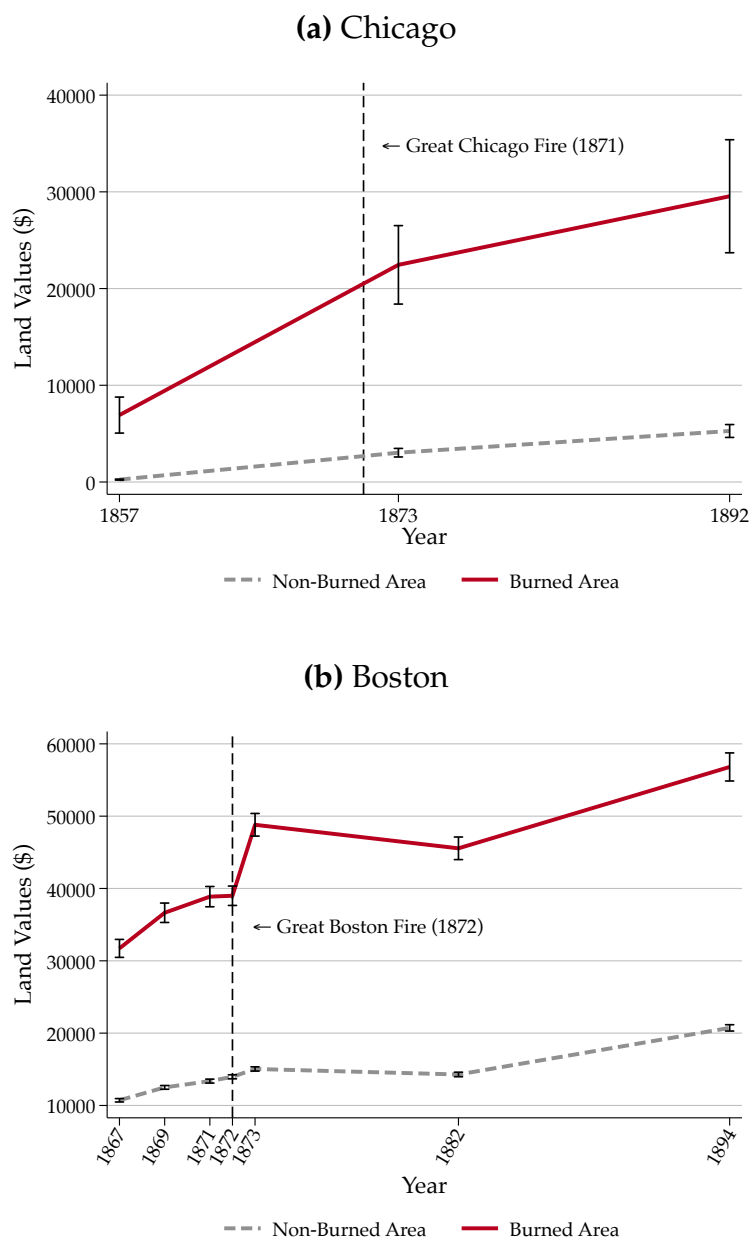 (a) Chicago
40000
← Great Chicago Fire (1871)
30000
20000
10000
0
Land Values ($)
1857 1873 1892
Year
Non-Burned Area Burned Area
(b) Boston
60000
50000
40000
← Great Boston Fire (1872)
30000
20000
10000
Land Values ($)
1867 1869 1871 1872 1873 1882 1894
Year
Non-Burned Area Burned Area